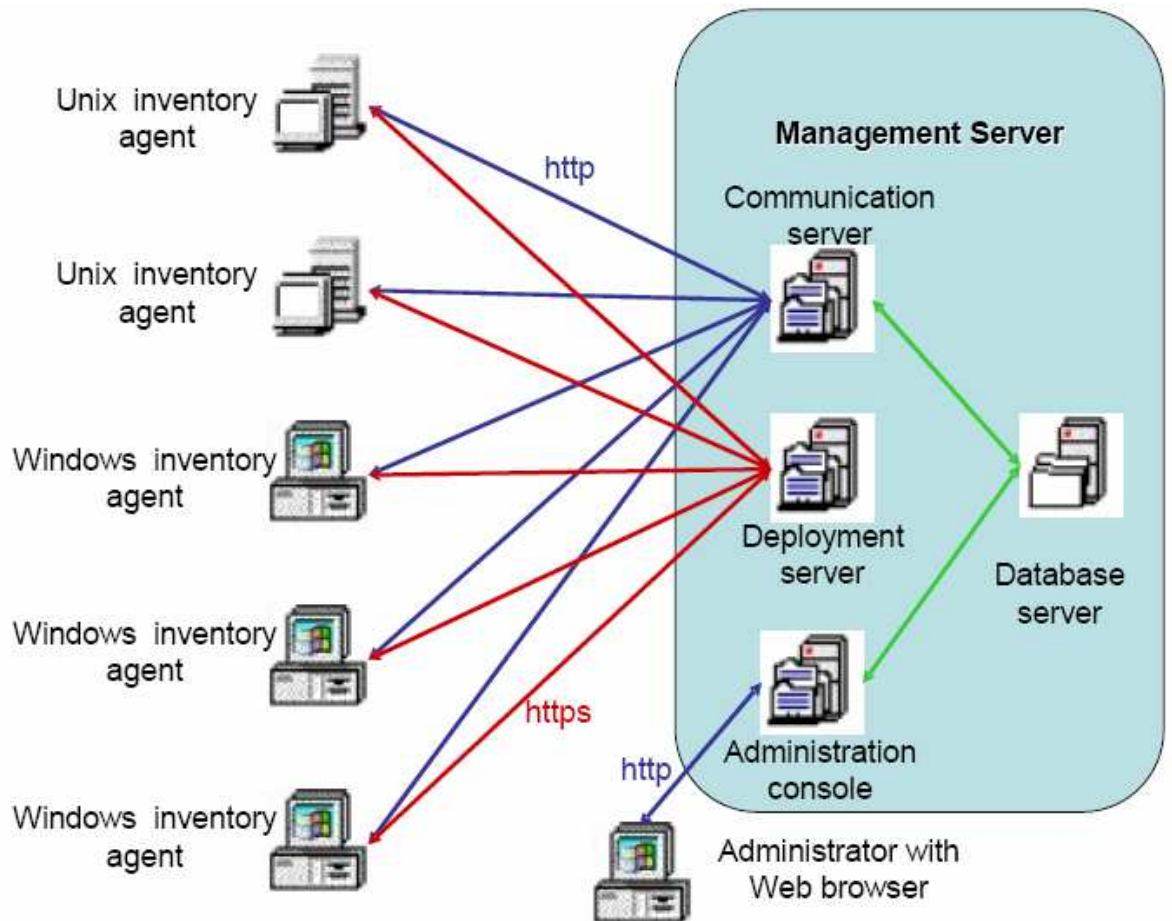 Unix inventory
agent
http
Management Server
Communication
server
Unix inventory
agent
Windows inventory
agent
Deployment
server
Database
server
Windows inventory
agent
https
Administration
console
http
Windows inventory
agent
Administrator with
Web browser